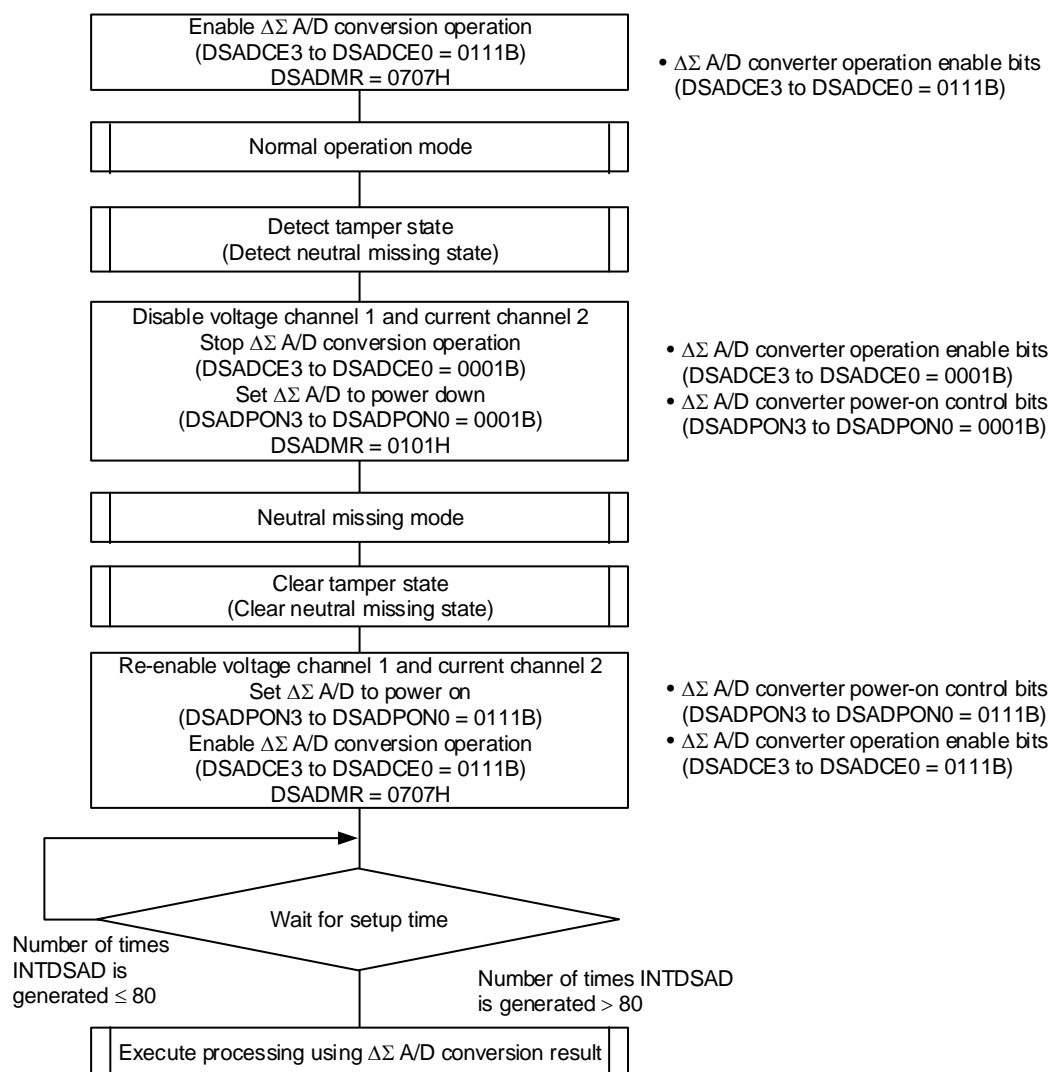 Enable ΔΣ A/D conversion operation
(DSADCE3 to DSADCE0 = 0111B)
DSADMR = 0707H
• ΔΣ A/D converter operation enable bits
(DSADCE3 to DSADCE0 = 0111B)
Normal operation mode
Detect tamper state
(Detect neutral missing state)
Disable voltage channel 1 and current channel 2
Stop ΔΣ A/D conversion operation
(DSADCE3 to DSADCE0 = 0001B)
Set ΔΣ A/D to power down
(DSADPON3 to DSADPON0 = 0001B)
DSADMR = 0101H
• ΔΣ A/D converter operation enable bits
(DSADCE3 to DSADCE0 = 0001B)
• ΔΣ A/D converter power-on control bits
(DSADPON3 to DSADPON0 = 0001B)
Neutral missing mode
Clear tamper state
(Clear neutral missing state)
Re-enable voltage channel 1 and current channel 2
Set ΔΣ A/D to power on
(DSADPON3 to DSADPON0 = 0111B)
Enable ΔΣ A/D conversion operation
(DSADCE3 to DSADCE0 = 0111B)
DSADMR = 0707H
• ΔΣ A/D converter power-on control bits
(DSADPON3 to DSADPON0 = 0111B)
• ΔΣ A/D converter operation enable bits
(DSADCE3 to DSADCE0 = 0111B)
Wait for setup time
Number of times
INTDSAD is
generated ≤ 80
Number of times INTDSAD
is generated > 80
Execute processing using ΔΣ A/D conversion result